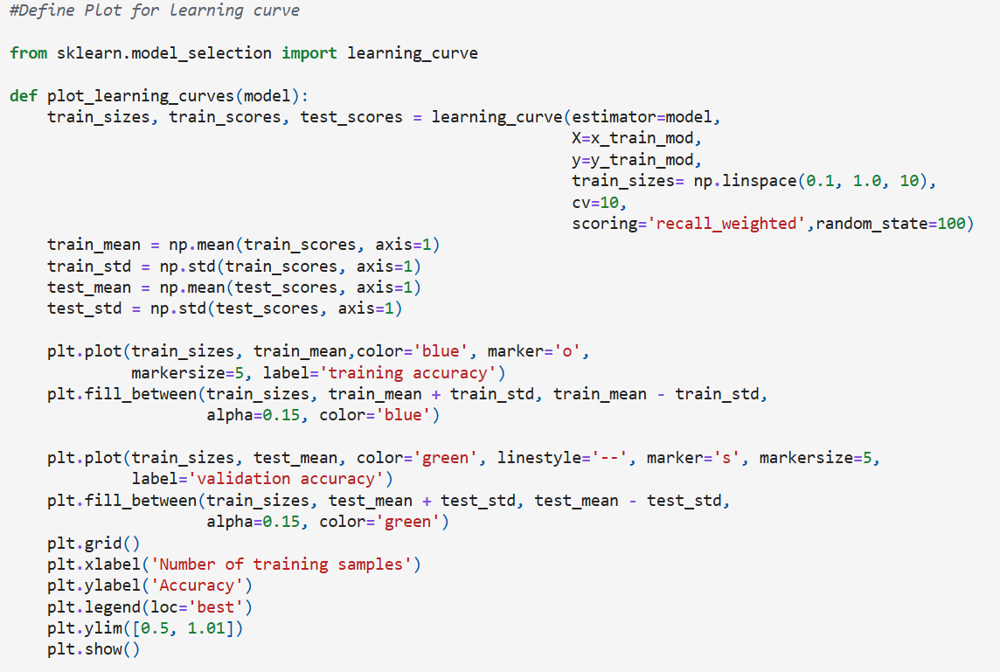 #Define Plot for learning curve
from sklearn.model_selection import learning_curve
def plot_learning_curves(model):
    train_sizes, train_scores, test_scores = learning_curve(estimator=model,
                                                            X=x_train_mod,
                                                            y=y_train_mod,
                                                            train_sizes= np.linspace(0.1, 1.0, 10),
                                                            cv=10,
                                                            scoring='recall_weighted',random_state=100)
    train_mean = np.mean(train_scores, axis=1)
    train_std = np.std(train_scores, axis=1)
    test_mean = np.mean(test_scores, axis=1)
    test_std = np.std(test_scores, axis=1)
    plt.plot(train_sizes, train_mean,color='blue', marker='o',
             markersize=5, label='training accuracy')
    plt.fill_between(train_sizes, train_mean + train_std, train_mean - train_std,
                     alpha=0.15, color='blue')
    plt.plot(train_sizes, test_mean, color='green', linestyle='--', marker='s', markersize=5,
             label='validation accuracy')
    plt.fill_between(train_sizes, test_mean + test_std, test_mean - test_std,
                     alpha=0.15, color='green')
    plt.grid()
    plt.xlabel('Number of training samples')
    plt.ylabel('Accuracy')
    plt.legend(loc='best')
    plt.ylim([0.5, 1.01])
    plt.show()